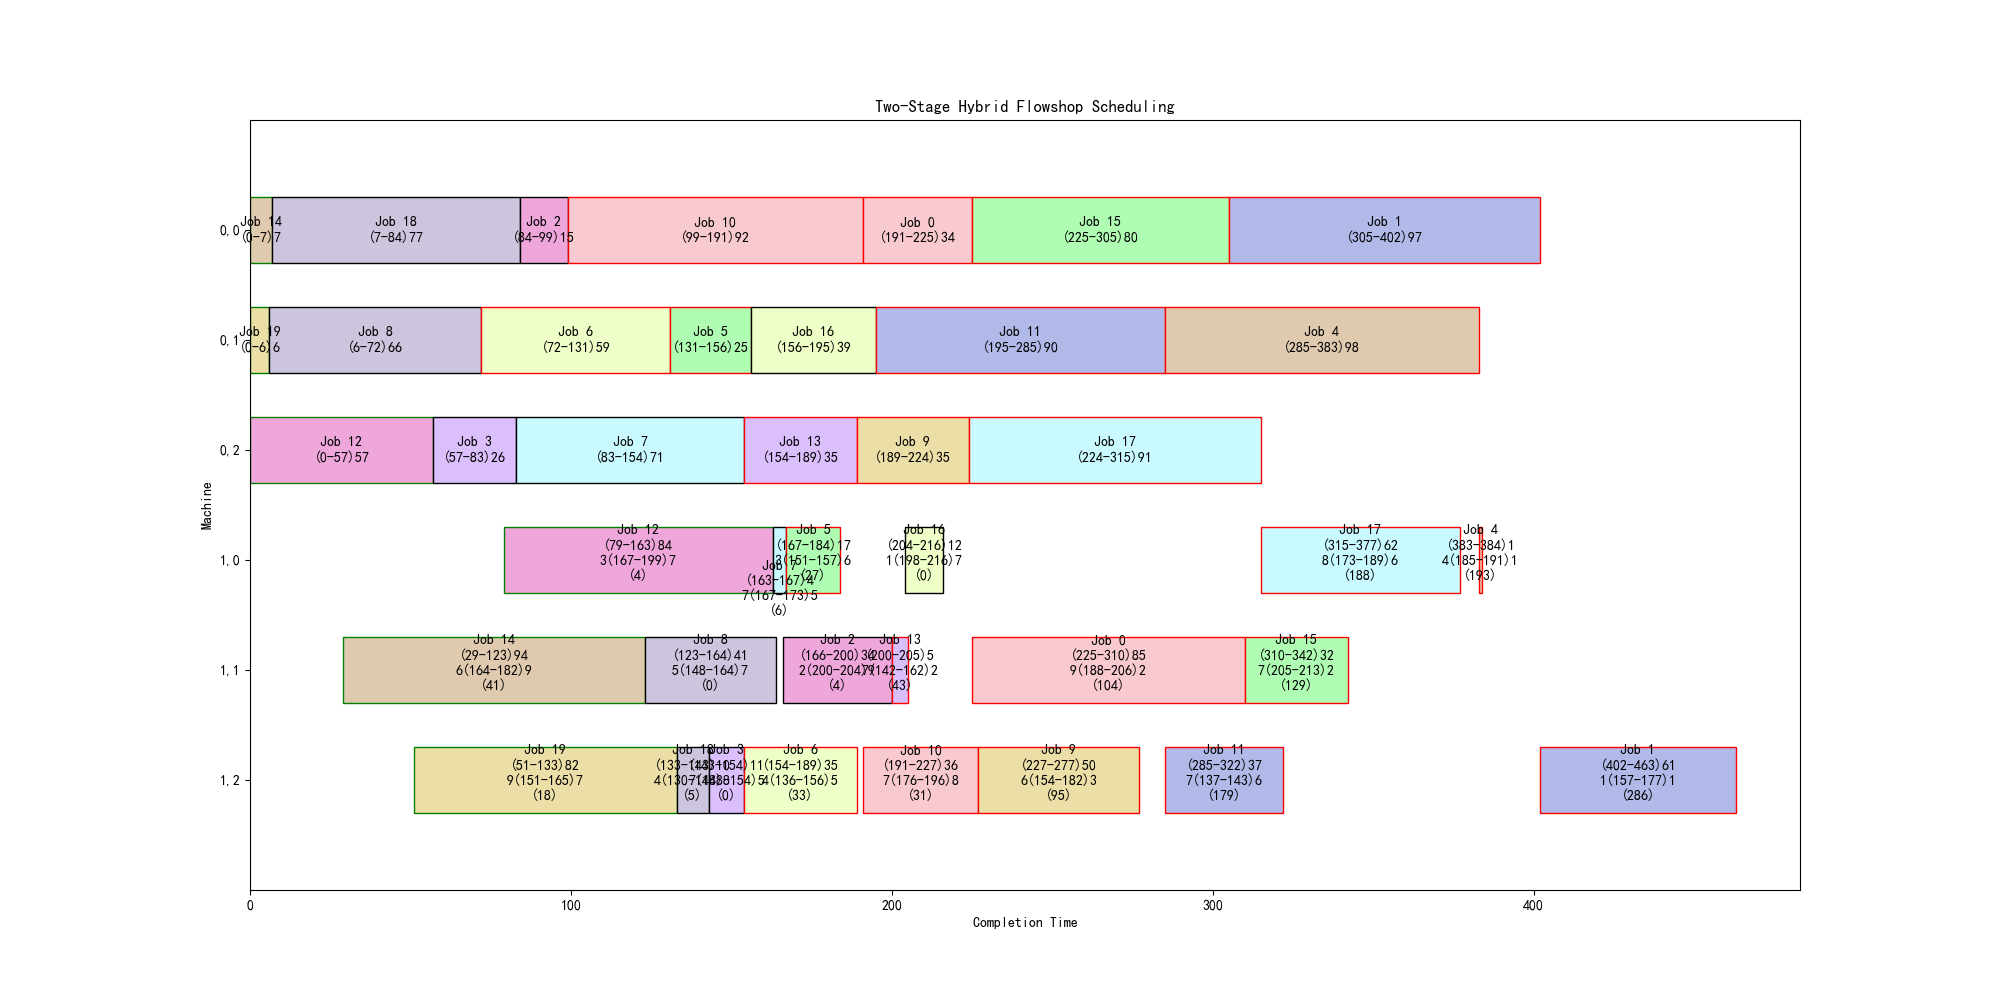 Two-Stage Hybrid Flowshop Scheduling
Machine
0,0
Job 14
(0-7)7
Job 18
(7-84)77
Job 2
(84-99)15
Job 10
(99-191)92
Job 0
(191-225)34
Job 15
(225-305)80
Job 1
(305-402)97
0,1
Job 19
(0-6)6
Job 8
(6-72)66
Job 6
(72-131)59
Job 5
(131-156)25
Job 16
(156-195)39
Job 11
(195-285)90
Job 4
(285-383)98
0,2
Job 12
(0-57)57
Job 3
(57-83)26
Job 7
(83-154)71
Job 13
(154-189)35
Job 9
(189-224)35
Job 17
(224-315)91
1,0
Job 12
(79-163)84
3(167-199)7
(4)
Job 7
(163-167)4
7(167-173)5
(6)
Job 5
(167-184)17
3(151-157)6
(27)
Job 16
(204-216)12
1(198-216)7
(0)
Job 17
(315-377)62
8(173-189)6
(188)
Job 4
(383-384)1
4(185-191)1
(193)
1,1
Job 14
(29-123)94
6(164-182)9
(41)
Job 8
(123-164)41
5(148-164)7
(0)
Job 2
(166-200)34
2(200-204)9
(4)
Job 13
(200-205)5
7(142-162)2
(43)
Job 0
(225-310)85
9(188-206)2
(104)
Job 15
(310-342)32
7(205-213)2
(129)
1,2
Job 19
(51-133)82
9(151-165)7
(18)
Job 18
(133-143)10
(5)
Job 3
(143-154)11
(0)
Job 6
(154-189)35
4(136-156)5
(33)
Job 10
(191-227)36
7(176-196)8
(31)
Job 9
(227-277)50
6(154-182)3
(95)
Job 11
(285-322)37
7(137-143)6
(179)
Job 1
(402-463)61
1(157-177)1
(286)
0
100
200
300
400
Completion Time